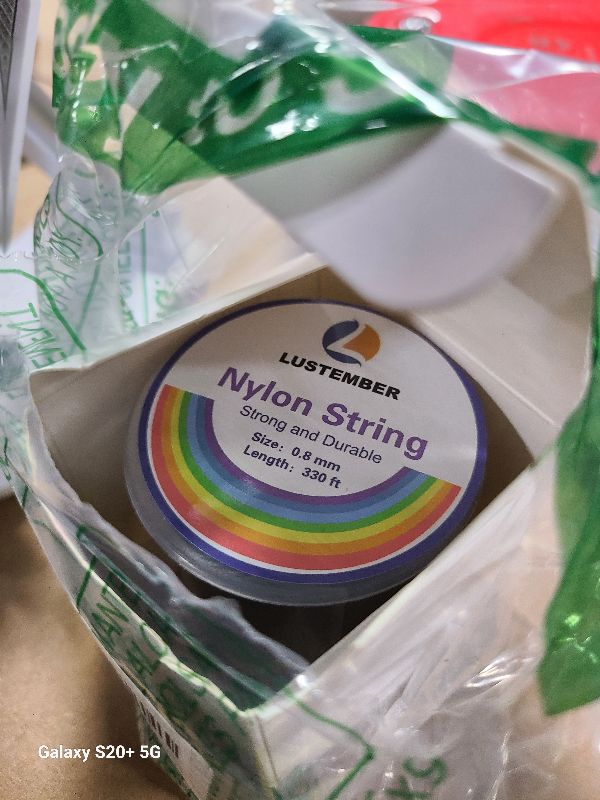 LUSTEMBER
Nylon String
Strong and Durable
Size: 0.8 mm
Length: 330 ft
Galaxy S20+ 5G